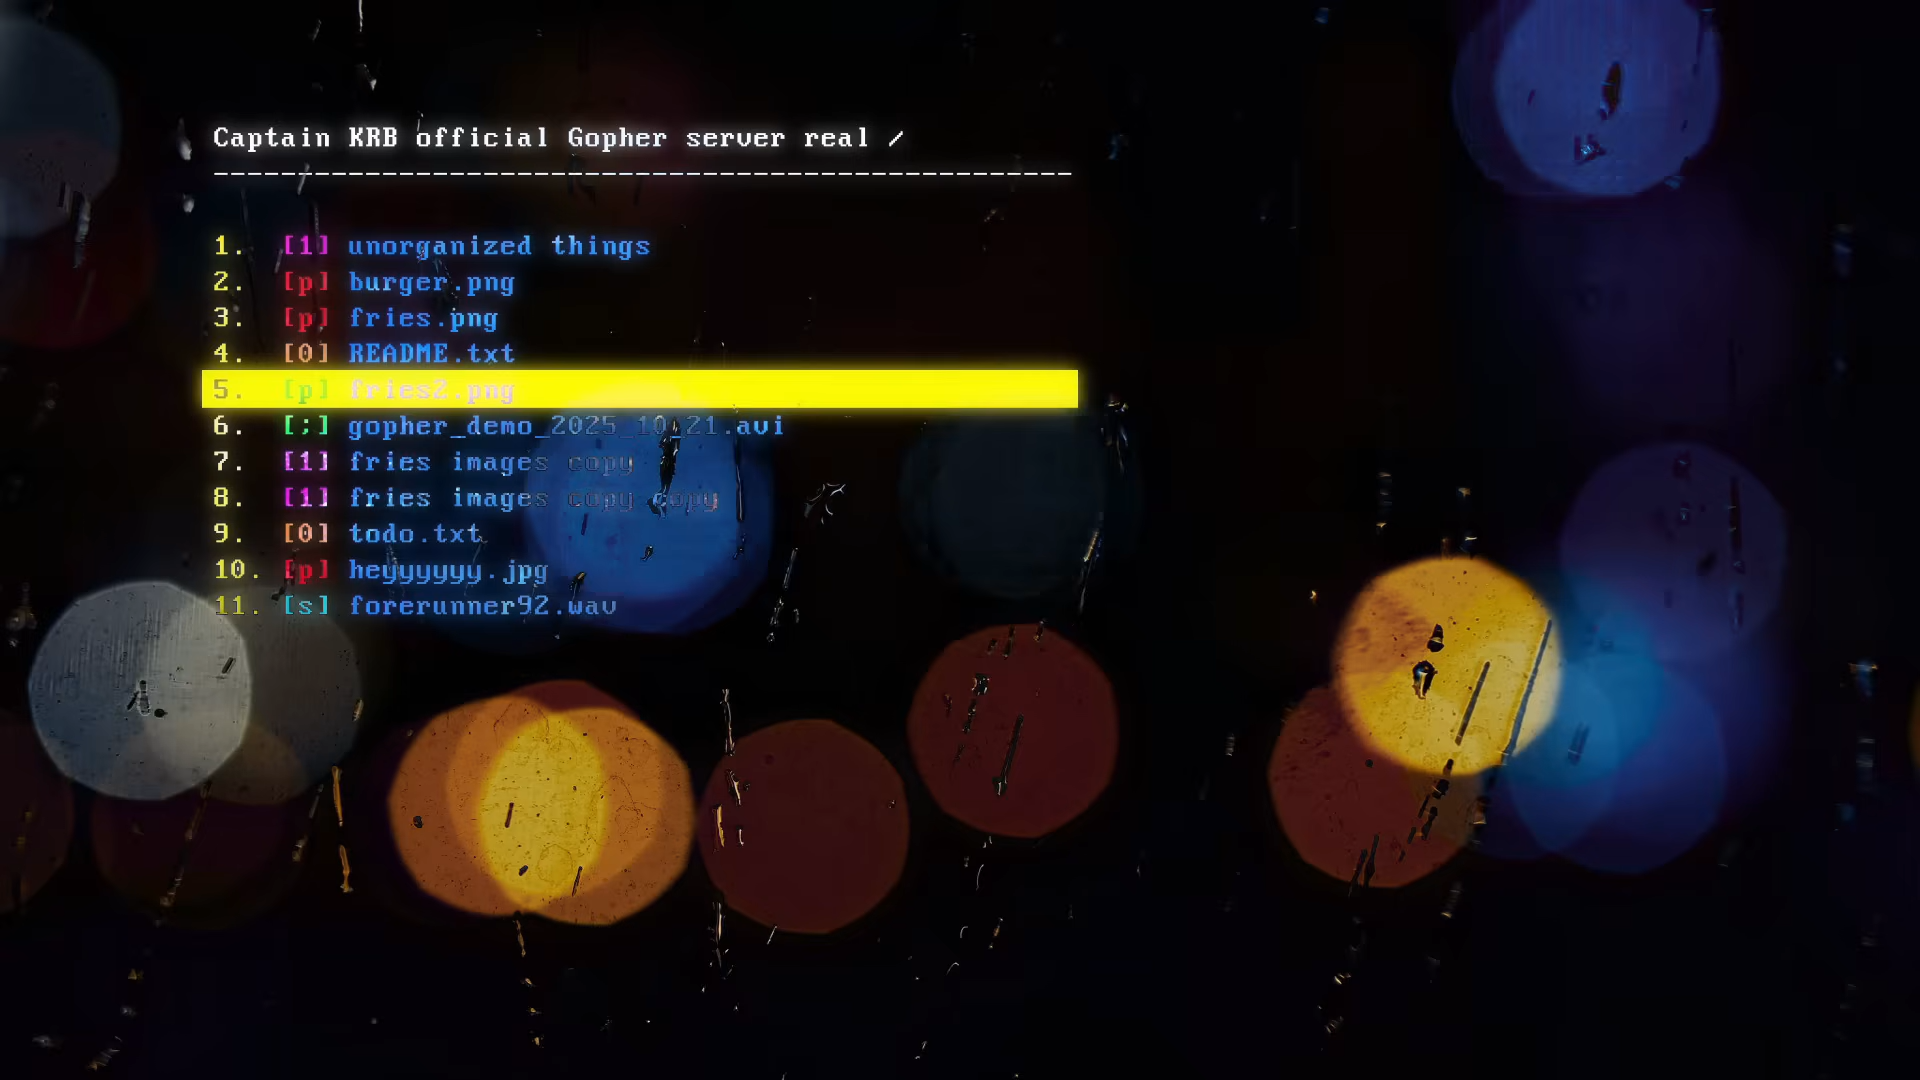 Captain KRB official Gopher server real /
----------------------------------------------------
1. [1] unorganized things
2. [p] burger.png
3. [p] fries.png
4. [0] README.txt
5. [p] fries2.png
6. [;] gopher_demo_2025_10_21.avi
7. [1] fries images copy
8. [1] fries images copy copy
9. [0] todo.txt
10. [p] heyyyyyy.jpg
11. [s] forerunner92.wav